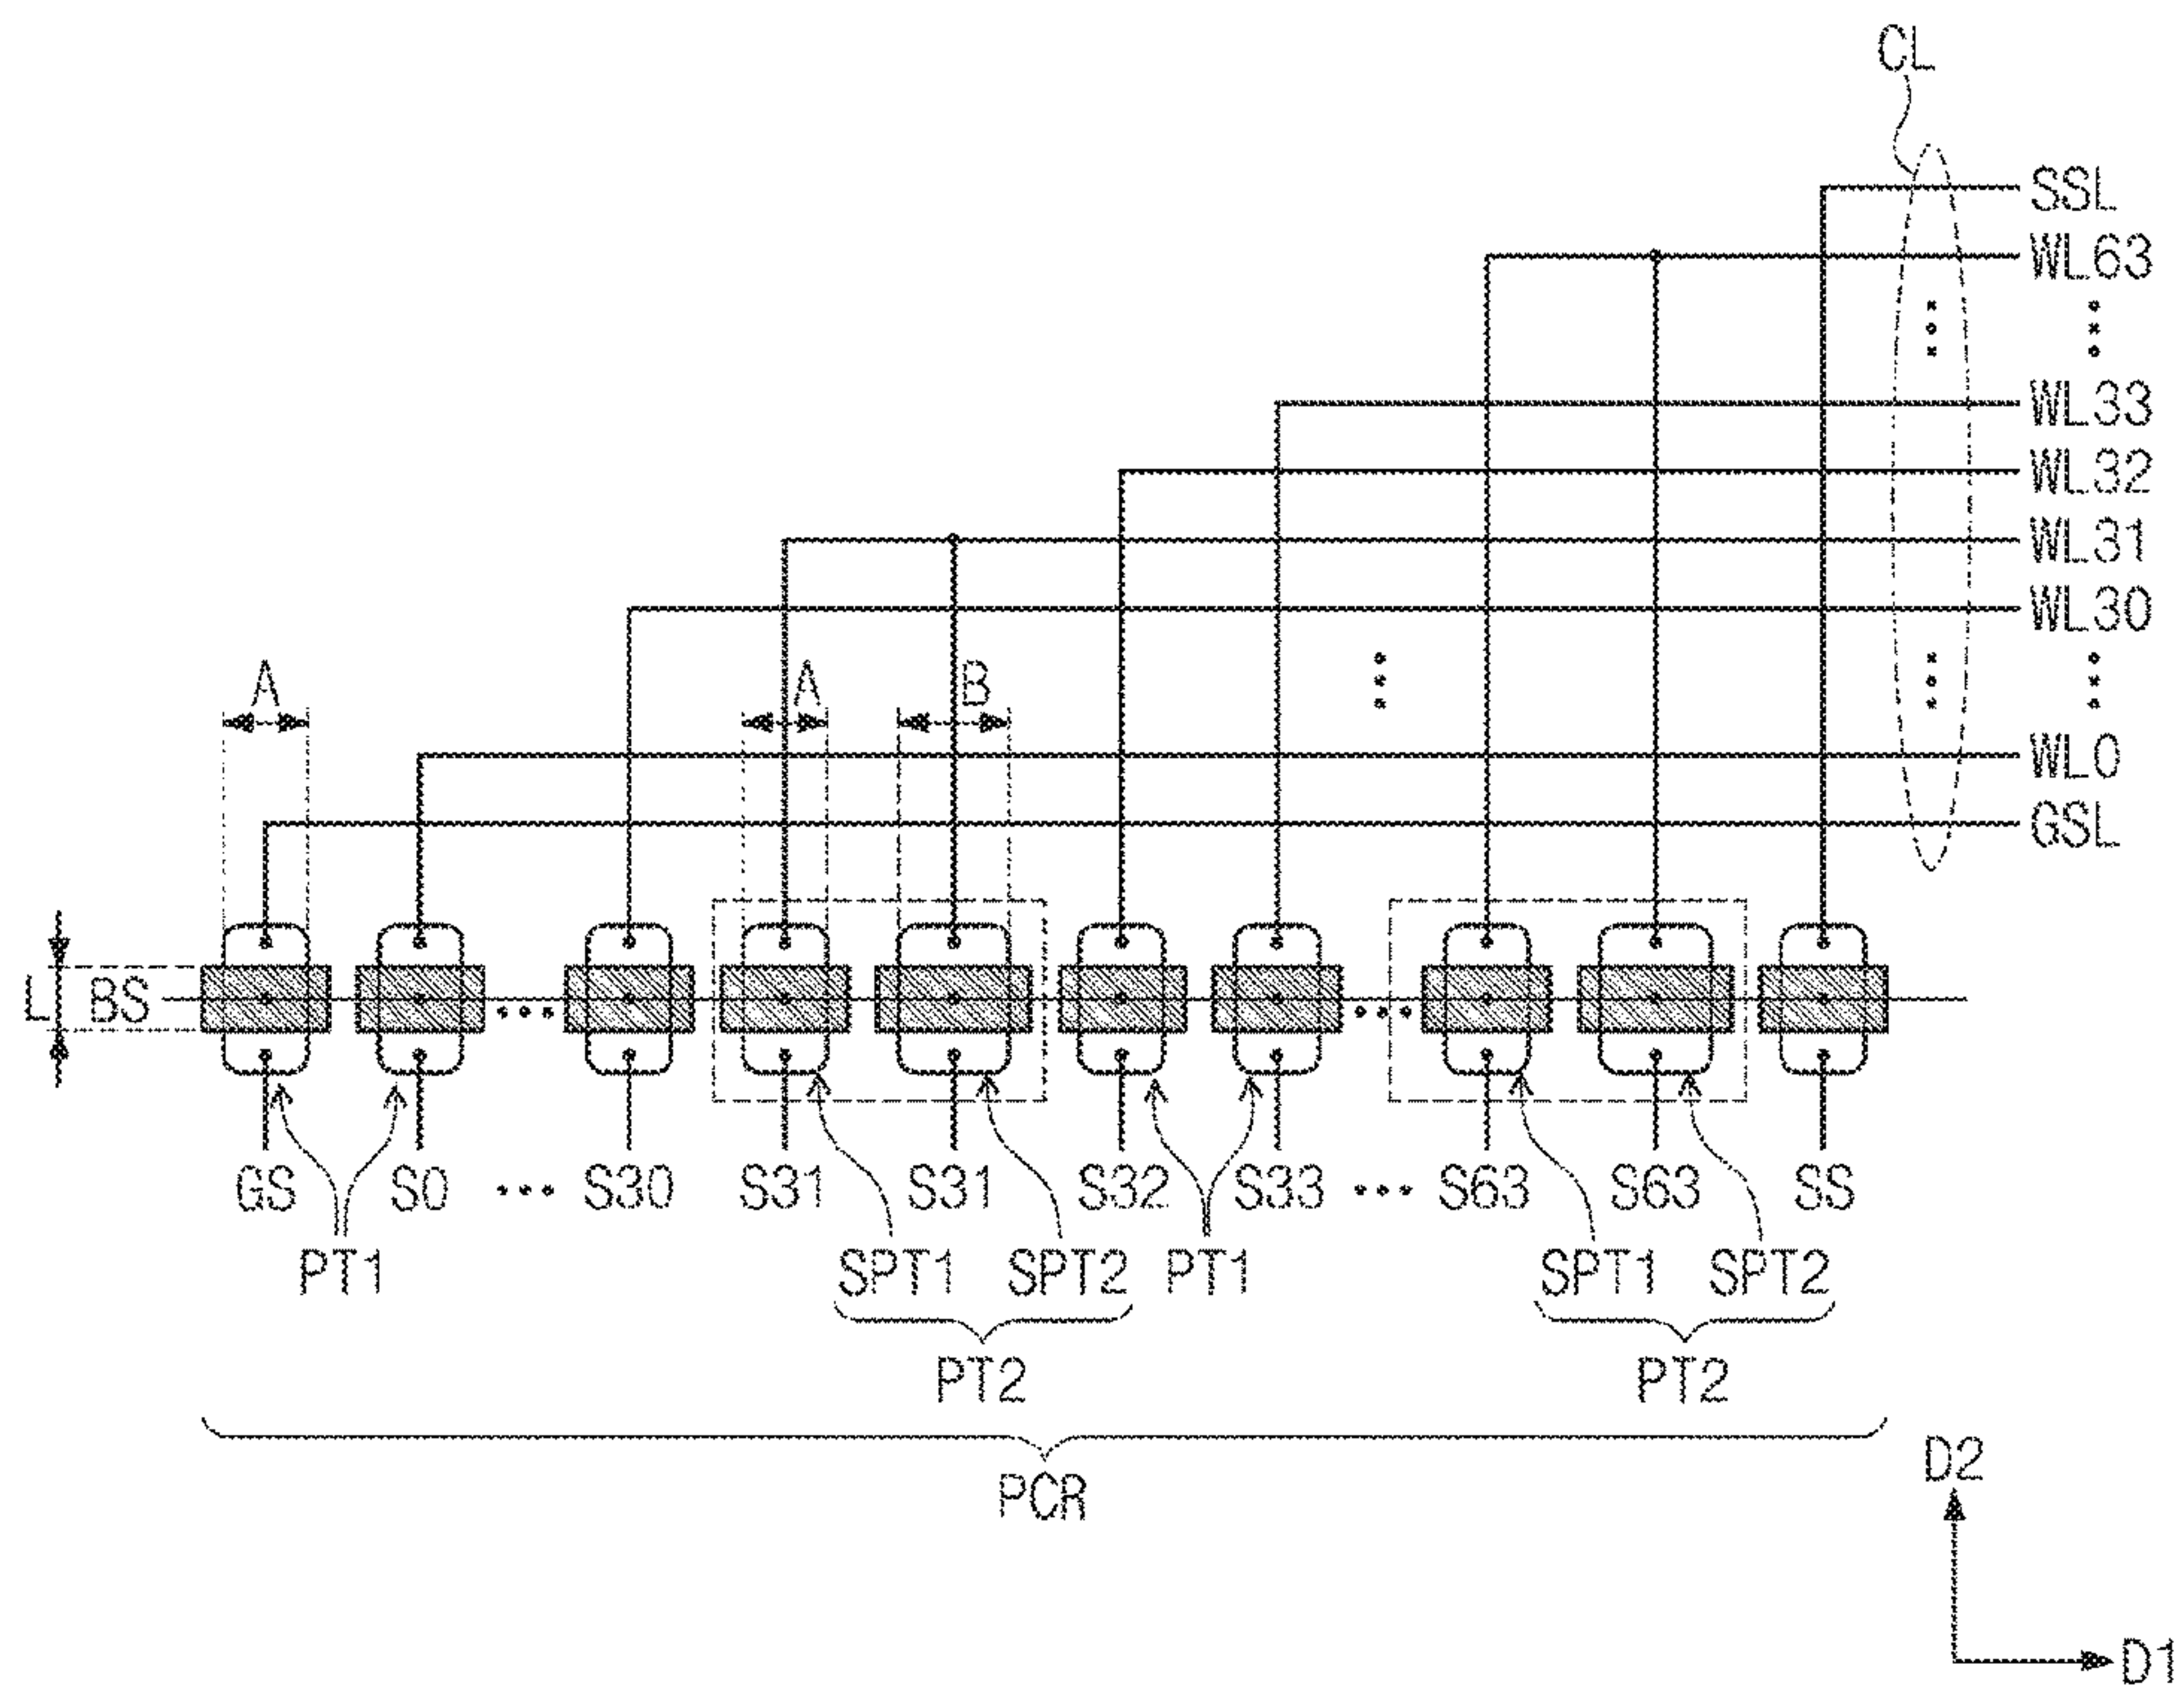 CL
SSL
WL63
WL33
WL32
WL31
WL30
A A B
WL0
GSL
L BS
GS S0 ... S30 S31 S31 S32 S33 ... S63 S63 SS
PT1 SPT1 SPT2 PT1 SPT1 SPT2
PT2 PT2
PCR
D2
D1